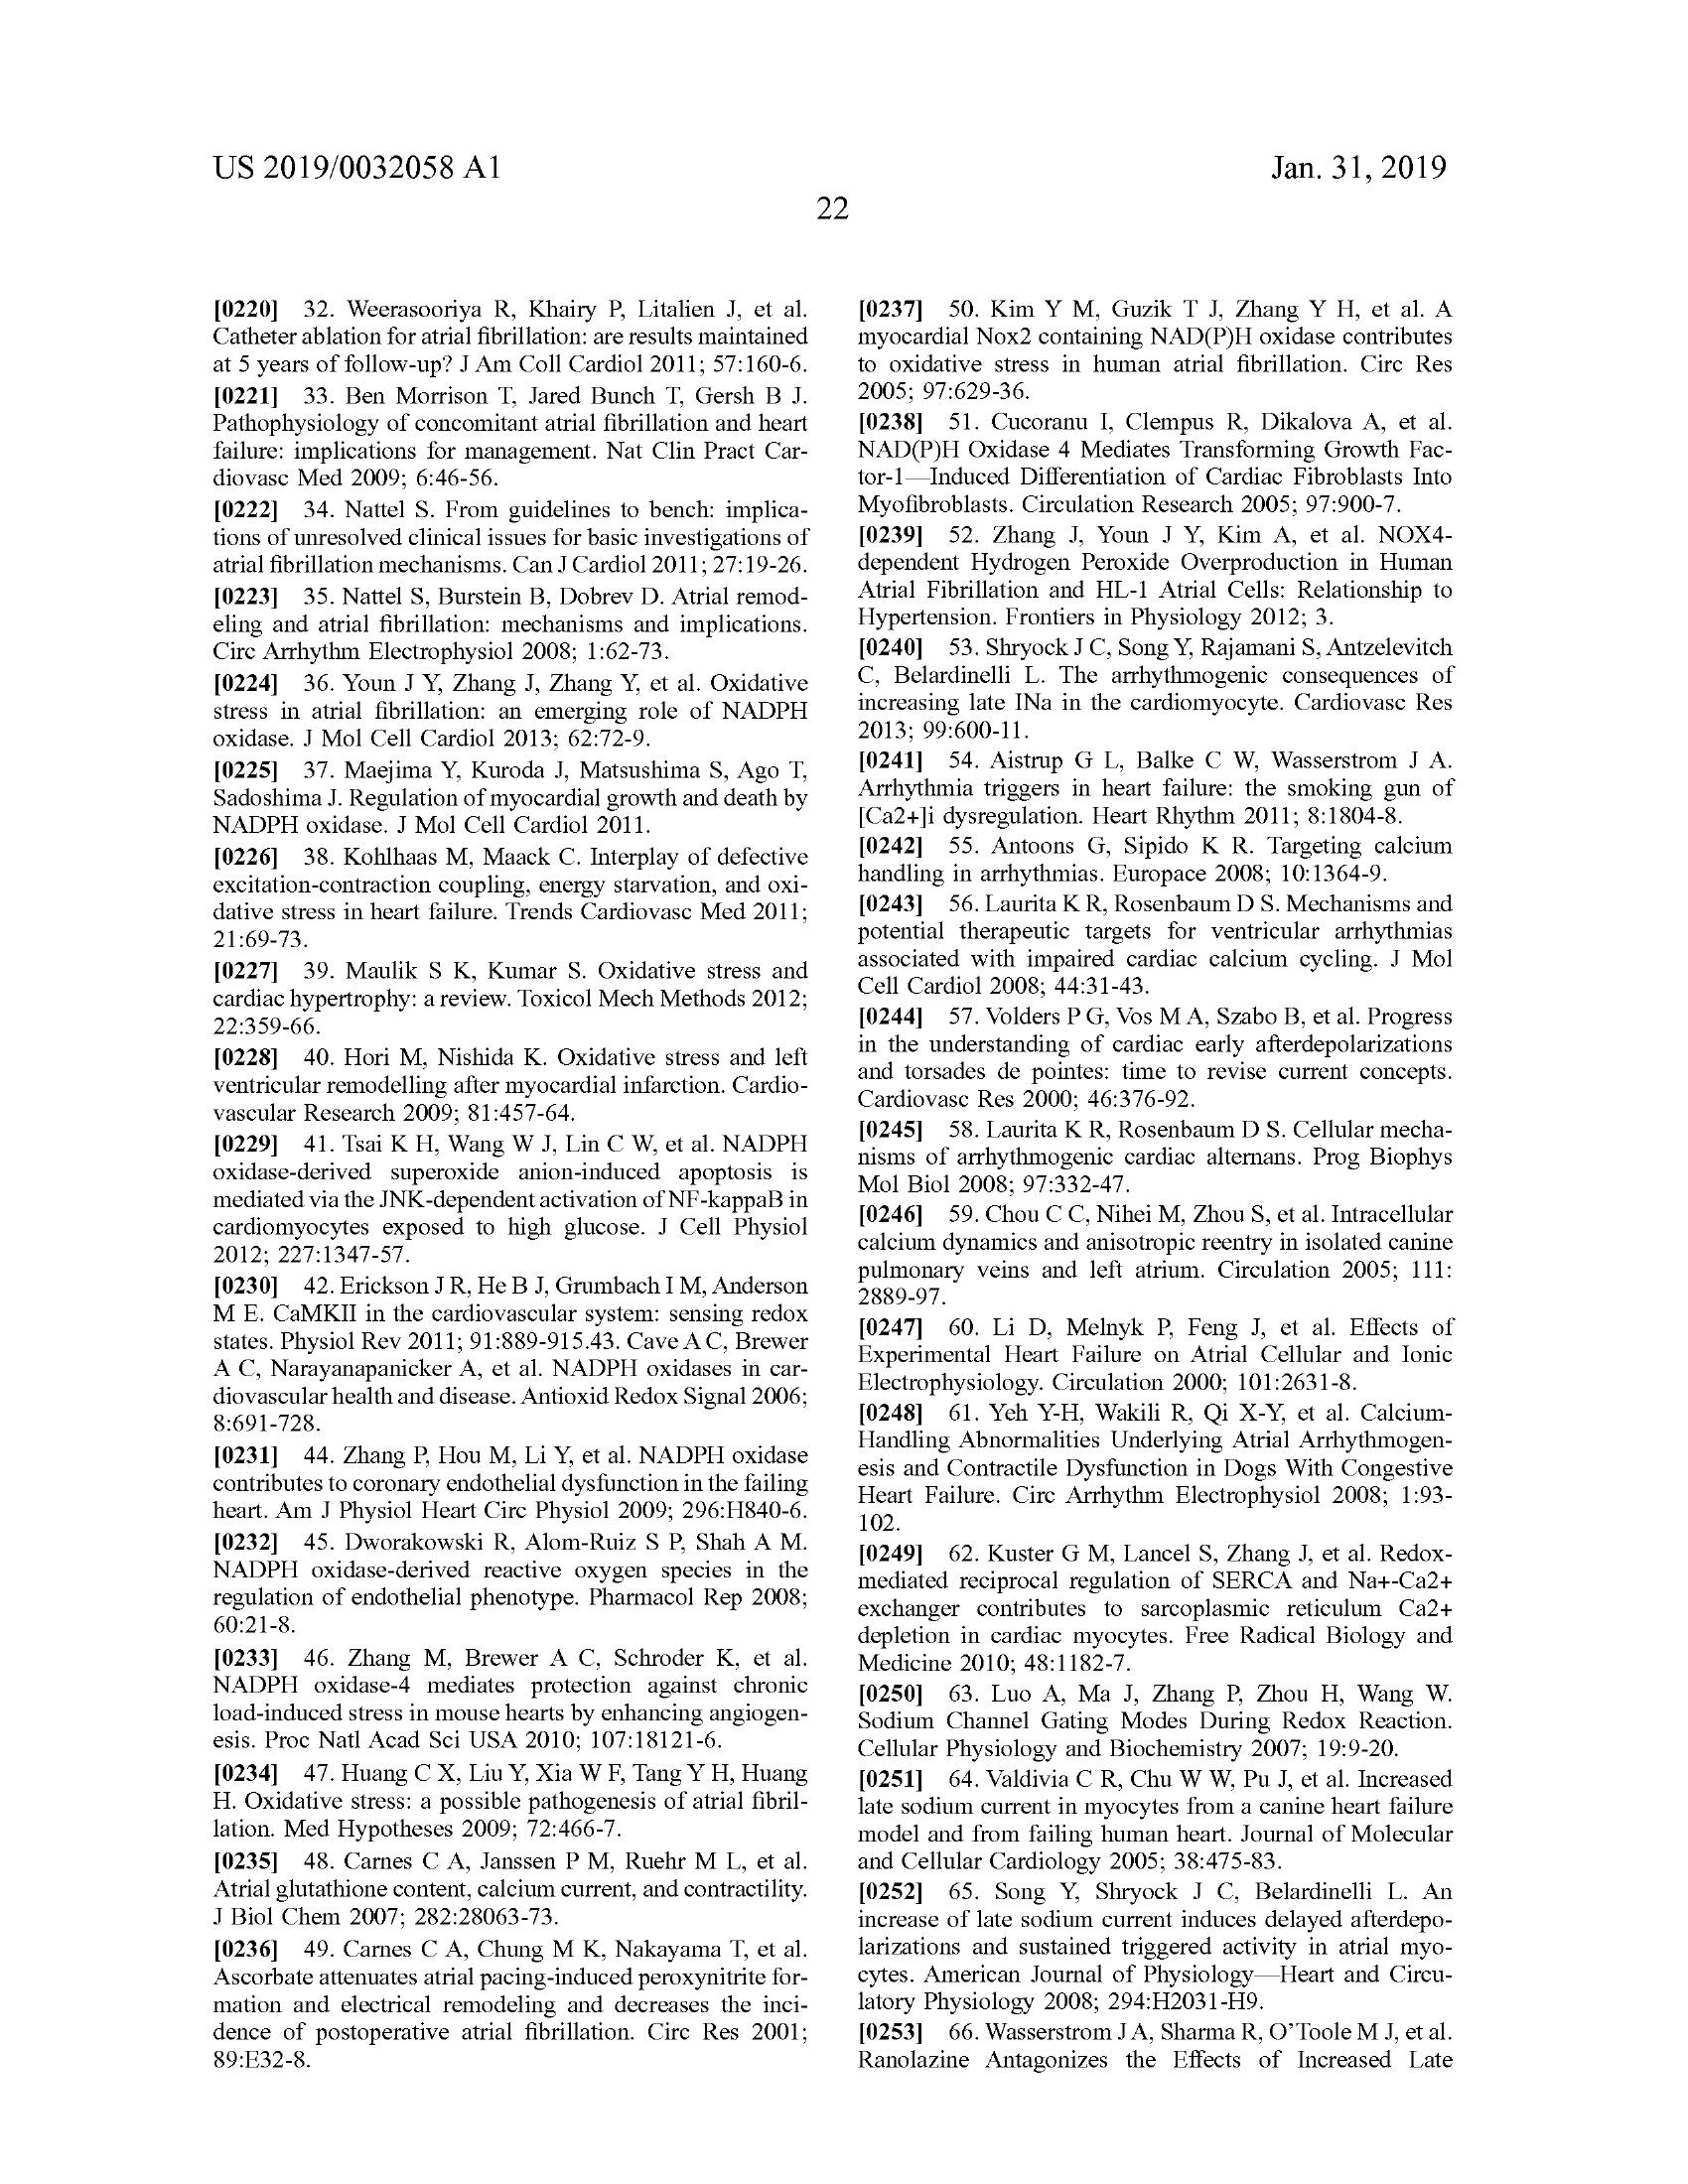 US 2019/0032058 A1
Jan. 31, 2019
22
[0220] 32. Weerasooriya R, Khairy P, Litalien J, et al.
Catheter ablation for atrial fibrillation: are results maintained
at 5 years of follow-up? J Am Coll Cardiol 2011; 57:160-6.
[0221] 33. Ben Morrison T, Jared Bunch T, Gersh B J.
Pathophysiology of concomitant atrial fibrillation and heart
failure: implications for management. Nat Clin Pract Car-
diovasc Med 2009; 6:46-56.
[0222] 34. Nattel S. From guidelines to bench: implica-
tions of unresolved clinical issues for basic investigations of
atrial fibrillation mechanisms. Can J Cardiol 2011; 27:19-26.
[0223] 35. Nattel S, Burstein B, Dobrev D. Atrial remod-
eling and atrial fibrillation: mechanisms and implications.
Circ Arrhythm Electrophysiol 2008; 1:62-73.
[0224] 36. Youn J Y, Zhang J, Zhang Y, et al. Oxidative
stress in atrial fibrillation: an emerging role of NADPH
oxidase. J Mol Cell Cardiol 2013; 62:72-9.
[0225] 37. Maejima Y, Kuroda J, Matsushima S, Ago T,
Sadoshima J. Regulation of myocardial growth and death by
NADPH oxidase. J Mol Cell Cardiol 2011.
[0226] 38. Kohlhaas M, Maack C. Interplay of defective
excitation-contraction coupling, energy starvation, and oxi-
dative stress in heart failure. Trends Cardiovasc Med 2011;
21:69-73.
[0227] 39. Maulik S K, Kumar S. Oxidative stress and
cardiac hypertrophy: a review. Toxicol Mech Methods 2012;
22:359-66.
[0228] 40. Hori M, Nishida K. Oxidative stress and left
ventricular remodelling after myocardial infarction. Cardio-
vascular Research 2009; 81:457-64.
[0229] 41. Tsai K H, Wang W J, Lin C W, et al. NADPH
oxidase-derived superoxide anion-induced apoptosis is
mediated via the JNK-dependent activation of NF-kappaB in
cardiomyocytes exposed to high glucose. J Cell Physiol
2012; 227:1347-57.
[0230] 42. Erickson J R, He B J, Grumbach I M, Anderson
M E. CaMKII in the cardiovascular system: sensing redox
states. Physiol Rev 2011; 91:889-915.43. Cave A C, Brewer
A C, Narayanapanicker A, et al. NADPH oxidases in car-
diovascular health and disease. Antioxid Redox Signal 2006;
8:691-728.
[0231] 44. Zhang P, Hou M, Li Y, et al. NADPH oxidase
contributes to coronary endothelial dysfunction in the failing
heart. Am J Physiol Heart Circ Physiol 2009; 296:H840-6.
[0232] 45. Dworakowski R, Alom-Ruiz S P, Shah A M.
NADPH oxidase-derived reactive oxygen species in the
regulation of endothelial phenotype. Pharmacol Rep 2008;
60:21-8.
[0233] 46. Zhang M, Brewer A C, Schroder K, et al.
NADPH oxidase-4 mediates protection against chronic
load-induced stress in mouse hearts by enhancing angiogen-
esis. Proc Natl Acad Sci USA 2010; 107:18121-6.
[0234] 47. Huang C X, Liu Y, Xia W F, Tang Y H, Huang
H. Oxidative stress: a possible pathogenesis of atrial fibril-
lation. Med Hypotheses 2009; 72:466-7.
[0235] 48. Carnes C A, Janssen P M, Ruehr M L, et al.
Atrial glutathione content, calcium current, and contractility.
J Biol Chem 2007; 282:28063-73.
[0236] 49. Carnes C A, Chung M K, Nakayama T, et al.
Ascorbate attenuates atrial pacing-induced peroxynitrite for-
mation and electrical remodeling and decreases the inci-
dence of postoperative atrial fibrillation. Circ Res 2001;
89:E32-8.
[0237] 50. Kim Y M, Guzik T J, Zhang Y H, et al. A
myocardial Nox2 containing NAD(P)H oxidase contributes
to oxidative stress in human atrial fibrillation. Circ Res
2005; 97:629-36.
[0238] 51. Cucoranu I, Clempus R, Dikalova A, et al.
NAD(P)H Oxidase 4 Mediates Transforming Growth Fac-
tor-1—Induced Differentiation of Cardiac Fibroblasts Into
Myofibroblasts. Circulation Research 2005; 97:900-7.
[0239] 52. Zhang J, Youn J Y, Kim A, et al. NOX4-
dependent Hydrogen Peroxide Overproduction in Human
Atrial Fibrillation and HL-1 Atrial Cells: Relationship to
Hypertension. Frontiers in Physiology 2012; 3.
[0240] 53. Shryock J C, Song Y, Rajamani S, Antzelevitch
C, Belardinelli L. The arrhythmogenic consequences of
increasing late INa in the cardiomyocyte. Cardiovasc Res
2013; 99:600-11.
[0241] 54. Aistrup G L, Balke C W, Wasserstrom J A.
Arrhythmia triggers in heart failure: the smoking gun of
[Ca2+]i dysregulation. Heart Rhythm 2011; 8:1804-8.
[0242] 55. Antoons G, Sipido K R. Targeting calcium
handling in arrhythmias. Europace 2008; 10:1364-9.
[0243] 56. Laurita K R, Rosenbaum D S. Mechanisms and
potential therapeutic targets for ventricular arrhythmias
associated with impaired cardiac calcium cycling. J Mol
Cell Cardiol 2008; 44:31-43.
[0244] 57. Volders P G, Vos M A, Szabo B, et al. Progress
in the understanding of cardiac early afterdepolarizations
and torsades de pointes: time to revise current concepts.
Cardiovasc Res 2000; 46:376-92.
[0245] 58. Laurita K R, Rosenbaum D S. Cellular mecha-
nisms of arrhythmogenic cardiac alternans. Prog Biophys
Mol Biol 2008; 97:332-47.
[0246] 59. Chou C C, Nihei M, Zhou S, et al. Intracellular
calcium dynamics and anisotropic reentry in isolated canine
pulmonary veins and left atrium. Circulation 2005; 111:
2889-97.
[0247] 60. Li D, Melnyk P, Feng J, et al. Effects of
Experimental Heart Failure on Atrial Cellular and Ionic
Electrophysiology. Circulation 2000; 101:2631-8.
[0248] 61. Yeh Y-H, Wakili R, Qi X-Y, et al. Calcium-
Handling Abnormalities Underlying Atrial Arrhythmogen-
esis and Contractile Dysfunction in Dogs With Congestive
Heart Failure. Circ Arrhythm Electrophysiol 2008; 1:93-
102.
[0249] 62. Kuster G M, Lancel S, Zhang J, et al. Redox-
mediated reciprocal regulation of SERCA and Na+-Ca2+
exchanger contributes to sarcoplasmic reticulum Ca2+
depletion in cardiac myocytes. Free Radical Biology and
Medicine 2010; 48:1182-7.
[0250] 63. Luo A, Ma J, Zhang P, Zhou H, Wang W.
Sodium Channel Gating Modes During Redox Reaction.
Cellular Physiology and Biochemistry 2007; 19:9-20.
[0251] 64. Valdivia C R, Chu W W, Pu J, et al. Increased
late sodium current in myocytes from a canine heart failure
model and from failing human heart. Journal of Molecular
and Cellular Cardiology 2005; 38:475-83.
[0252] 65. Song Y, Shryock J C, Belardinelli L. An
increase of late sodium current induces delayed afterdepo-
larizations and sustained triggered activity in atrial myo-
cytes. American Journal of Physiology—Heart and Circu-
latory Physiology 2008; 294:H2031-H9.
[0253] 66. Wasserstrom J A, Sharma R, O'Toole M J, et al.
Ranolazine Antagonizes the Effects of Increased Late